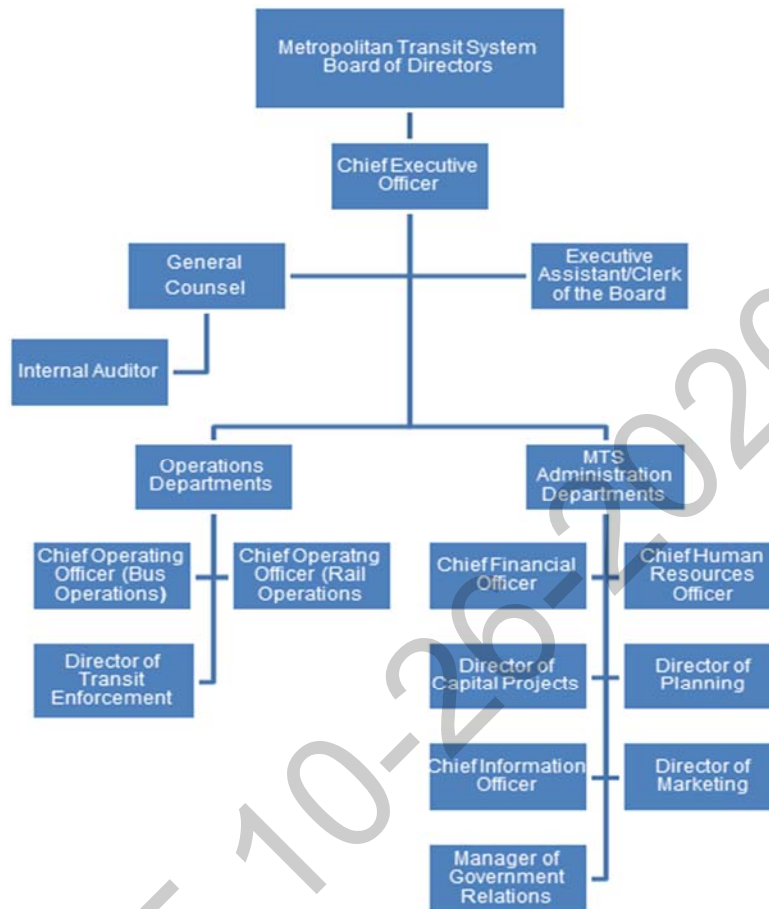 Metropolitan Transit System
Board of Directors
Chief Executive
Officer
General
Counsel
Executive
Assistant/Clerk
of the Board
Internal Auditor
Operations
Departments
MTS
Administration
Departments
Chief Operating
Officer (Bus
Operations)
Chief Operatng
Officer (Rail
Operations
Director of
Transit
Enforcement
Chief Financial
Officer
Chief Human
Resources
Officer
Director of
Capital Projects
Director of
Planning
Chief Information
Officer
Director of
Marketing
Manager of
Government
Relations
10-26-202